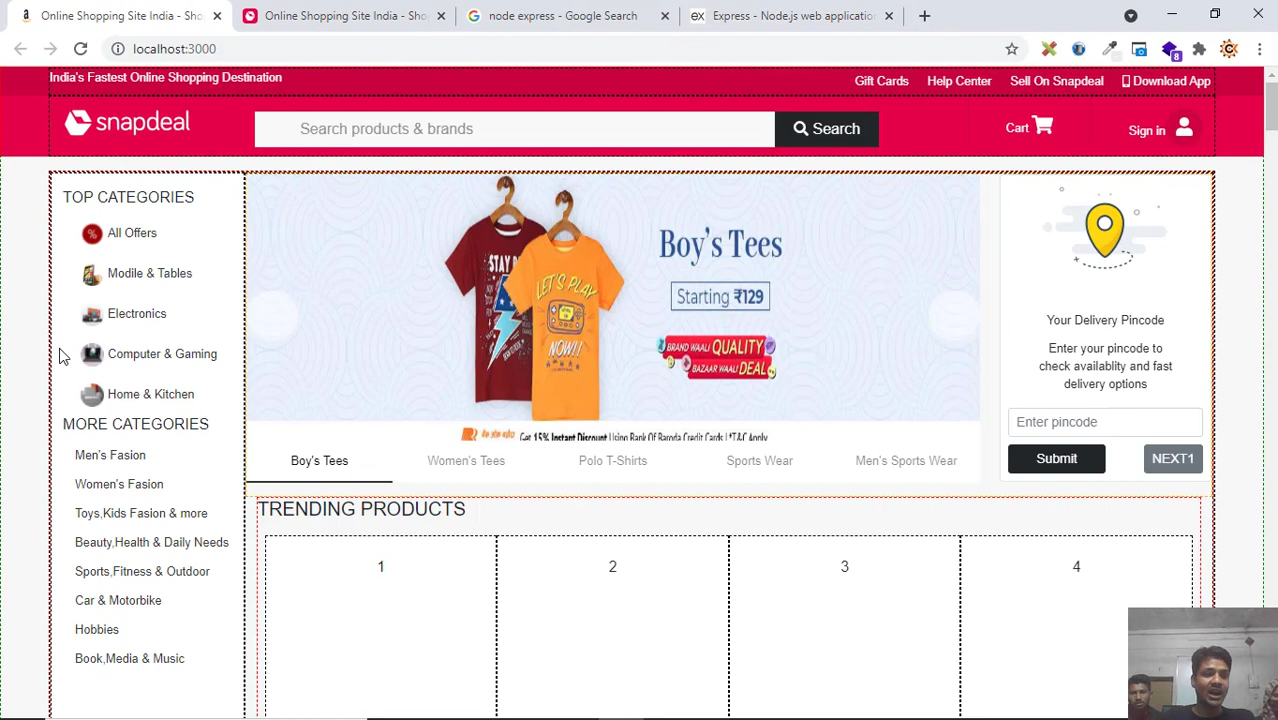 Online Shopping Site India - Sho
Online Shopping Site India - Sho
node express - Google Search
EX Express - Node.js web application
localhost:3000
8
India's Fastest Online Shopping Destination
Gift Cards
Help Center
Sell On Snapdeal
Download App
snapdeal
Search products & brands
Search
Cart
Sign in
TOP CATEGORIES
All Offers
Modile & Tables
Electronics
Computer & Gaming
Home & Kitchen
MORE CATEGORIES
Men's Fasion
Women's Fasion
Toys,Kids Fasion & more
Beauty,Health & Daily Needs
Sports,Fitness & Outdoor
Car & Motorbike
Hobbies
Book,Media & Music
STAY
LET'S PLAY
NOW!!
Boy's Tees
Starting ₹129
BRAND WAALI QUALITY
BAZAAR WAALI DEAL
Get 15% Instant Discount Using Bank Of Baroda Credit Cards | *T&C Apply
Boy's Tees
Women's Tees
Polo T-Shirts
Sports Wear
Men's Sports Wear
Your Delivery Pincode
Enter your pincode to
check availablity and fast
delivery options
Enter pincode
Submit
NEXT1
TRENDING PRODUCTS
1
2
3
4